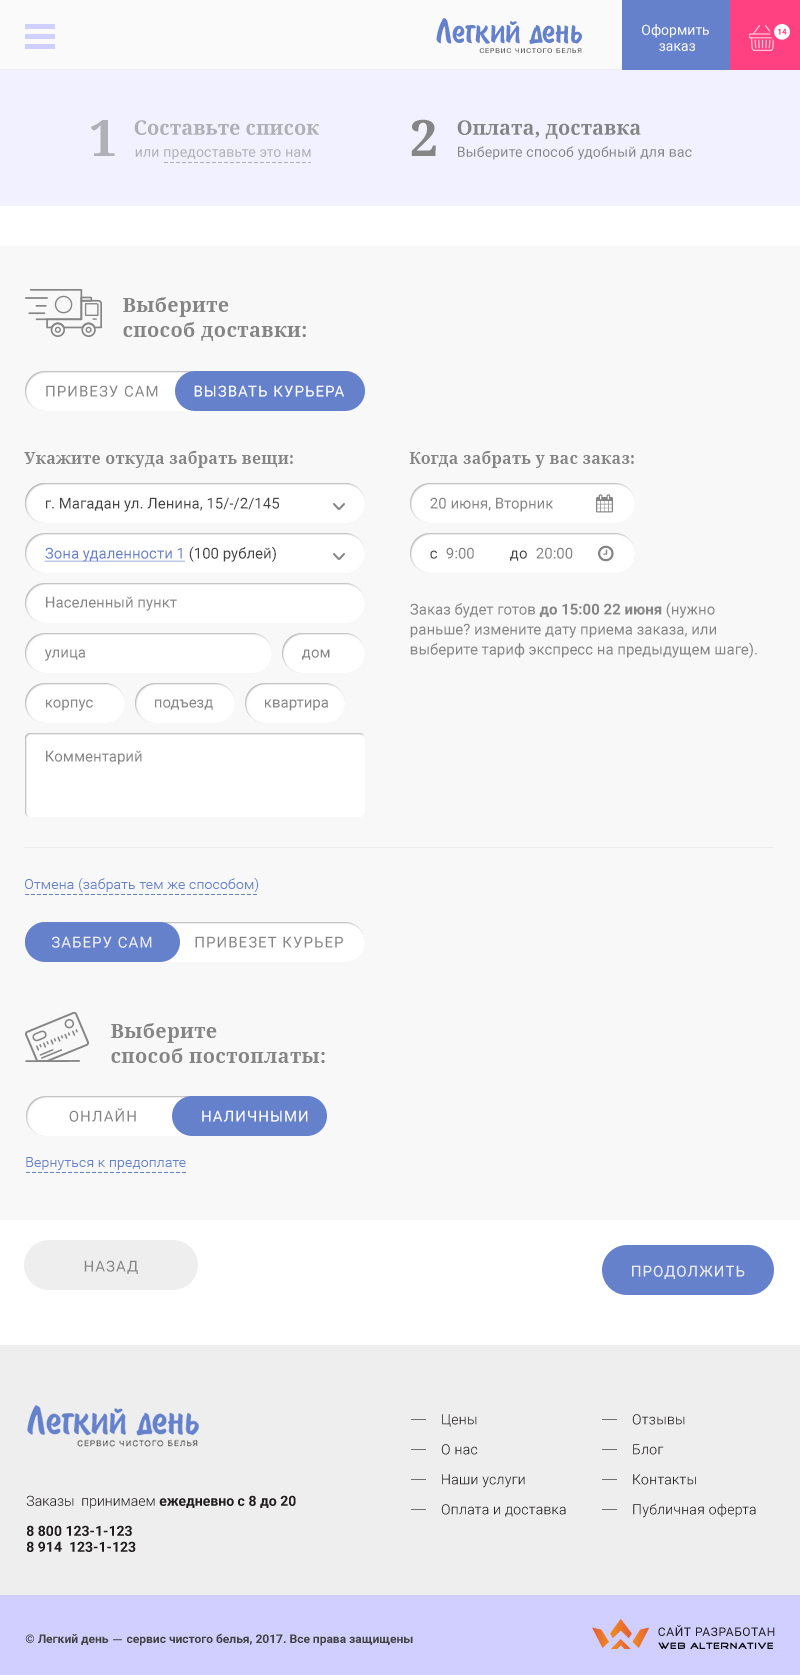 Легкий день
СЕРВИС ЧИСТОГО БЕЛЬЯ
Оформить
заказ
14
1
Составьте список
или предоставьте это нам
2
Оплата, доставка
Выберите способ удобный для вас
Выберите
способ доставки:
ПРИВЕЗУ САМ
ВЫЗВАТЬ КУРЬЕРА
Укажите откуда забрать вещи:
г. Магадан ул. Ленина, 15/-/2/145
Зона удаленности 1 (100 рублей)
Населенный пункт
улица
дом
корпус
подъезд
квартира
Комментарий
Когда забрать у вас заказ:
20 июня, Вторник
с 9:00 до 20:00
Заказ будет готов до 15:00 22 июня (нужно
раньше? измените дату приема заказа, или
выберите тариф экспресс на предыдущем шаге).
Отмена (забрать тем же способом)
ЗАБЕРУ САМ
ПРИВЕЗЕТ КУРЬЕР
Выберите
способ постоплаты:
ОНЛАЙН
НАЛИЧНЫМИ
Вернуться к предоплате
НАЗАД
ПРОДОЛЖИТЬ
Легкий день
СЕРВИС ЧИСТОГО БЕЛЬЯ
Заказы принимаем ежедневно с 8 до 20
8 800 123-1-123
8 914 123-1-123
— Цены
— О нас
— Наши услуги
— Оплата и доставка
— Отзывы
— Блог
— Контакты
— Публичная оферта
© Легкий день — сервис чистого белья, 2017. Все права защищены
САЙТ РАЗРАБОТАН
WEB ALTERNATIVE